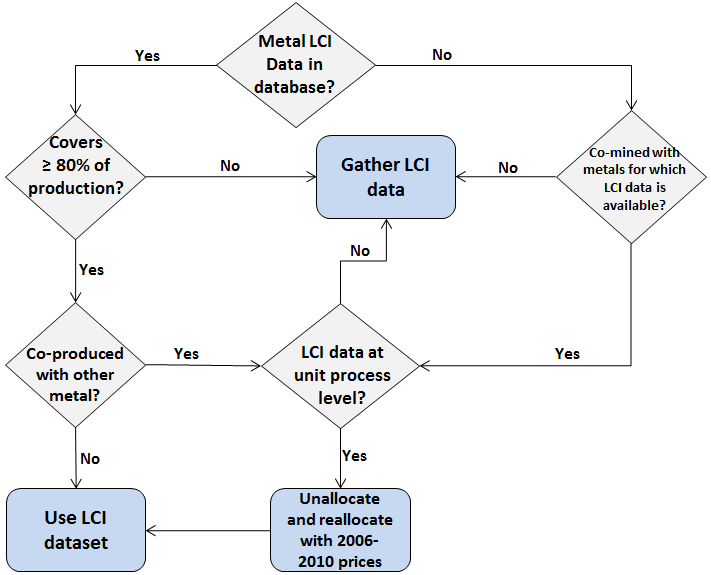 Metal LCI
Data in
database?
Yes
No
Covers
≥ 80% of
production?
No
Gather LCI
data
No
Co-mined with
metals for which
LCI data is
available?
Yes
No
Co-produced
with other
metal?
Yes
LCI data at
unit process
level?
Yes
No
Yes
Use LCI
dataset
Unallocate
and reallocate
with 2006-
2010 prices